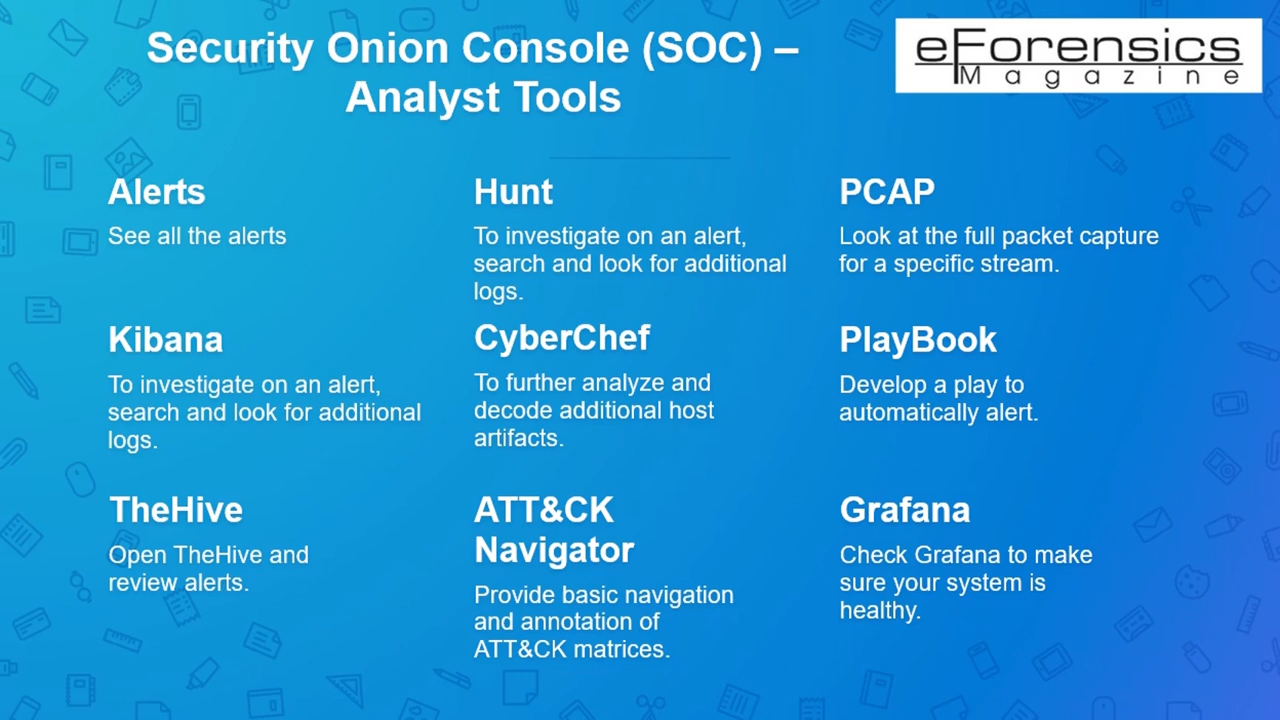 Security Onion Console (SOC) –
Analyst Tools
eForensics
Magazine
Alerts
See all the alerts
Hunt
To investigate on an alert,
search and look for additional
logs.
PCAP
Look at the full packet capture
for a specific stream.
Kibana
To investigate on an alert,
search and look for additional
logs.
CyberChef
To further analyze and
decode additional host
artifacts.
PlayBook
Develop a play to
automatically alert.
TheHive
Open TheHive and
review alerts.
ATT&CK
Navigator
Provide basic navigation
and annotation of
ATT&CK matrices.
Grafana
Check Grafana to make
sure your system is
healthy.